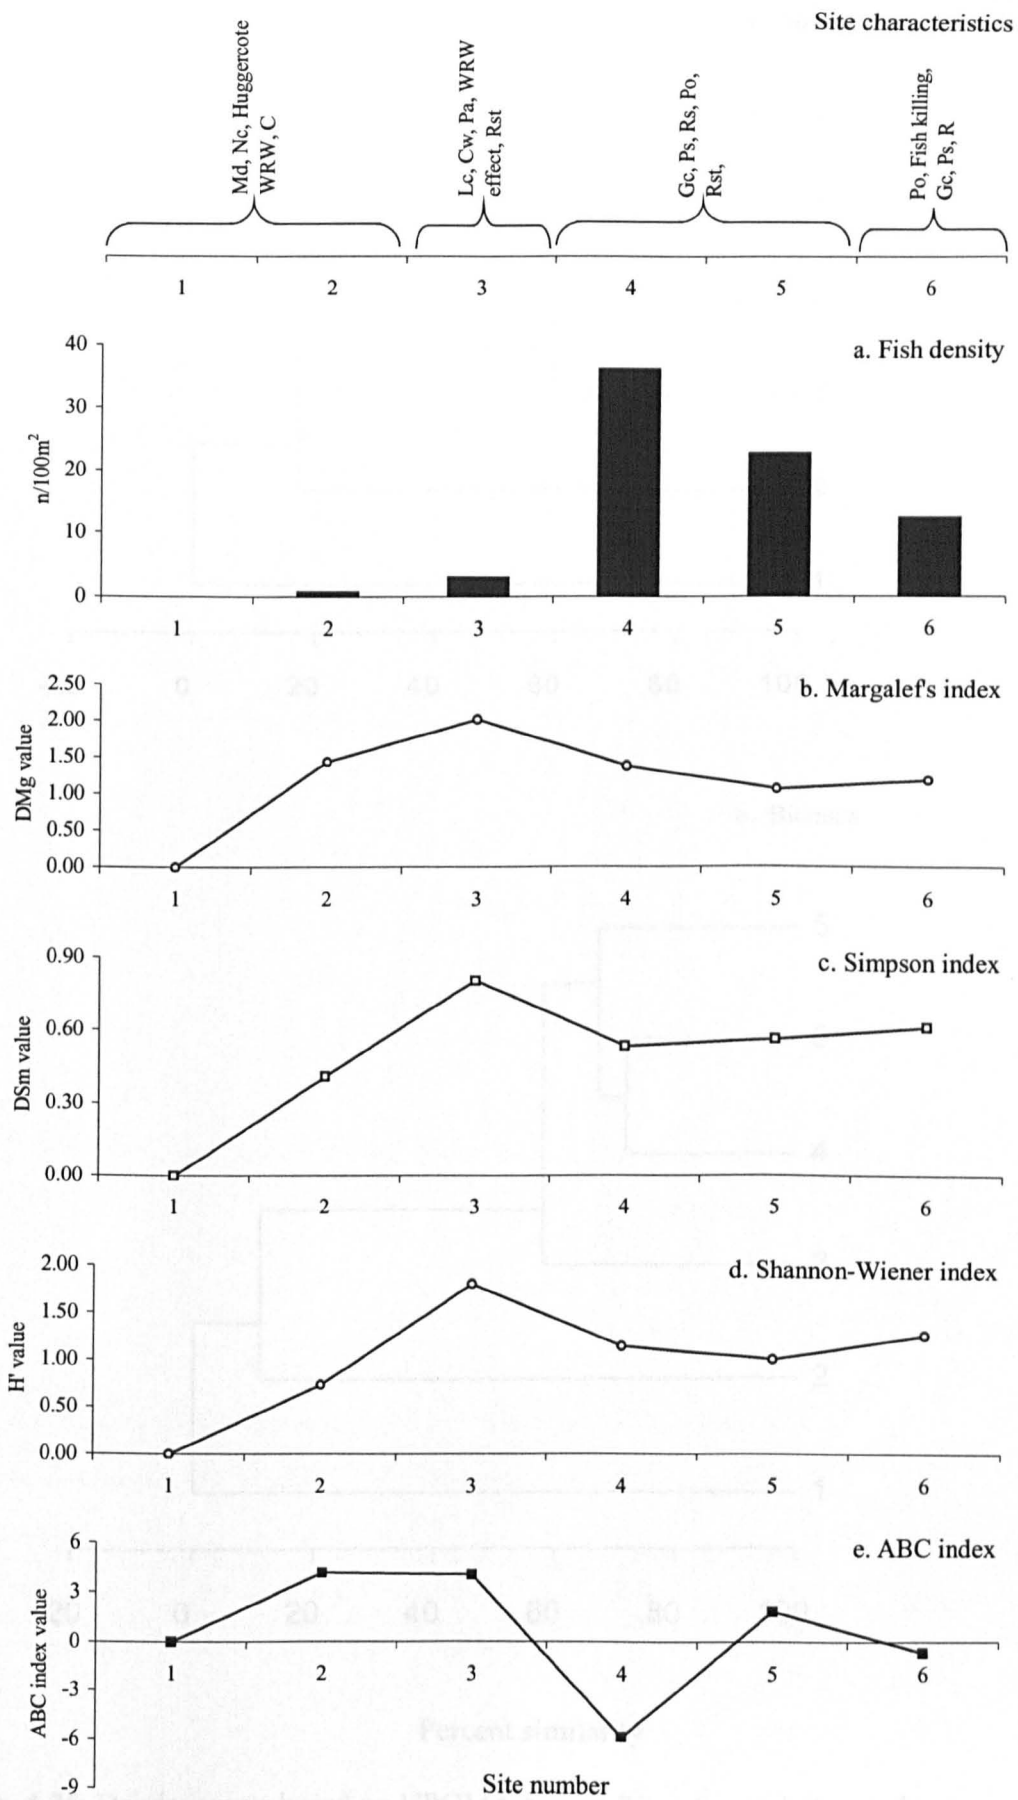 Site characteristics
Md, Nc, Huggercote
WRW, C
Lc, Cw, Pa, WRW
effect, Rst
Gc, Ps, Rs, Po,
Rst,
Po, Fish killing,
Gc, Ps, R
1 2 3 4 5 6
a. Fish density
n/100m²
40
30
20
10
0
1 2 3 4 5 6
b. Margalef's index
DMg value
2.50
2.00
1.50
1.00
0.50
0.00
1 2 3 4 5 6
c. Simpson index
DSm value
0.90
0.60
0.30
0.00
1 2 3 4 5 6
d. Shannon-Wiener index
H' value
2.00
1.50
1.00
0.50
0.00
1 2 3 4 5 6
e. ABC index
ABC index value
6
3
0
-3
-6
-9
1 2 3 4 5 6
Site number